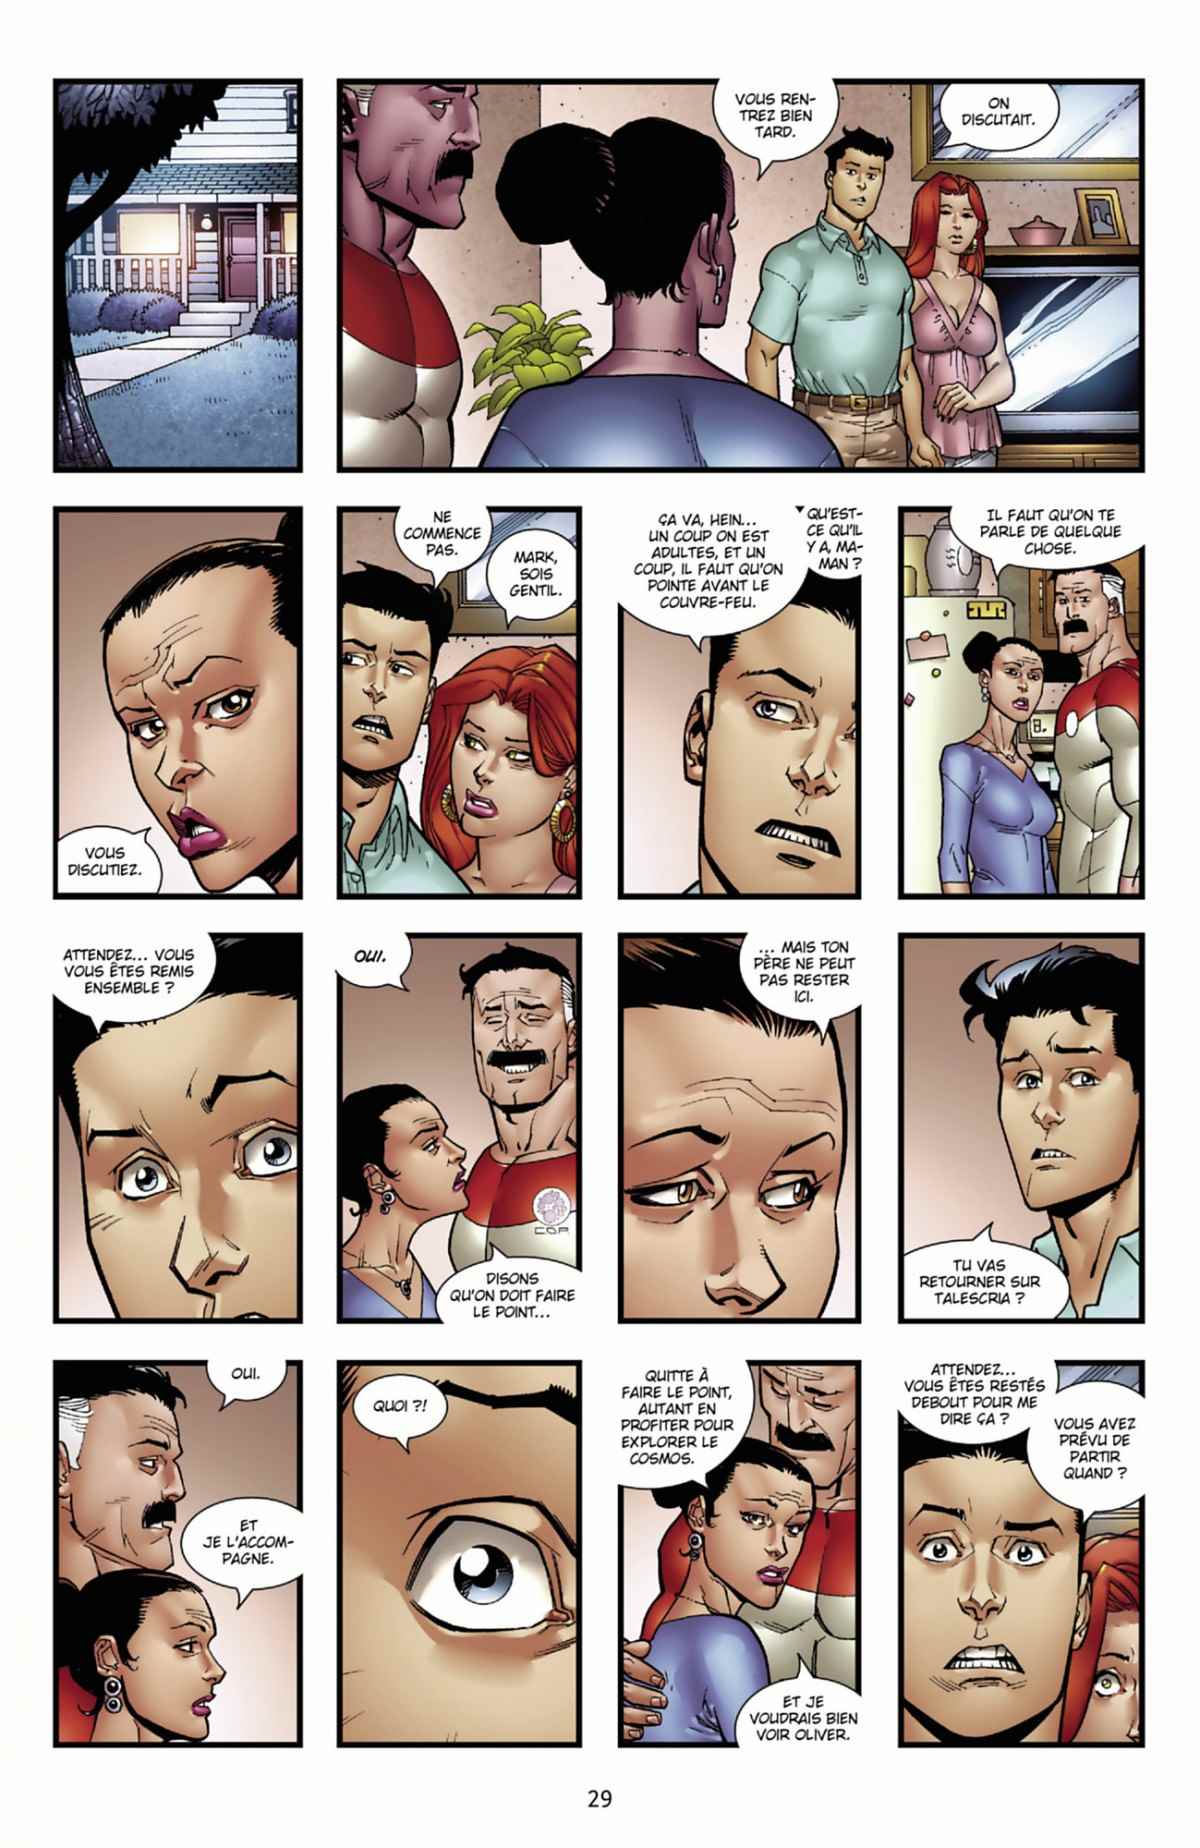 VOUS REN-
TREZ BIEN
TARD.
ON
DISCUTAIT.
VOUS
DISCUTIEZ.
NE
COMMENCE
PAS.
MARK,
SOIS
GENTIL.
ÇA VA, HEIN...
UN COUP ON EST
ADULTES, ET UN
COUP, IL FAUT QU'ON
POINTE AVANT LE
COUVRE-FEU.
QU'EST-
CE QU'IL
Y A, MA-
MAN ?
IL FAUT QU'ON TE
PARLE DE QUELQUE
CHOSE.
ATTENDEZ... VOUS
VOUS ÊTES REMIS
ENSEMBLE ?
OUI.
DISONS
QU'ON DOIT FAIRE
LE POINT...
... MAIS TON
PÈRE NE PEUT
PAS RESTER
ICI.
TU VAS
RETOURNER SUR
TALESCRIA ?
OUI.
ET
JE L'ACCOM-
PAGNE.
QUOI ?!
QUITTE À
FAIRE LE POINT,
AUTANT EN
PROFITER POUR
EXPLORER LE
COSMOS.
ET JE
VOUDRAIS BIEN
VOIR OLIVER.
ATTENDEZ...
VOUS ÊTES RESTÉS
DEBOUT POUR ME
DIRE ÇA ?
VOUS AVEZ
PRÉVU DE
PARTIR
QUAND ?
29